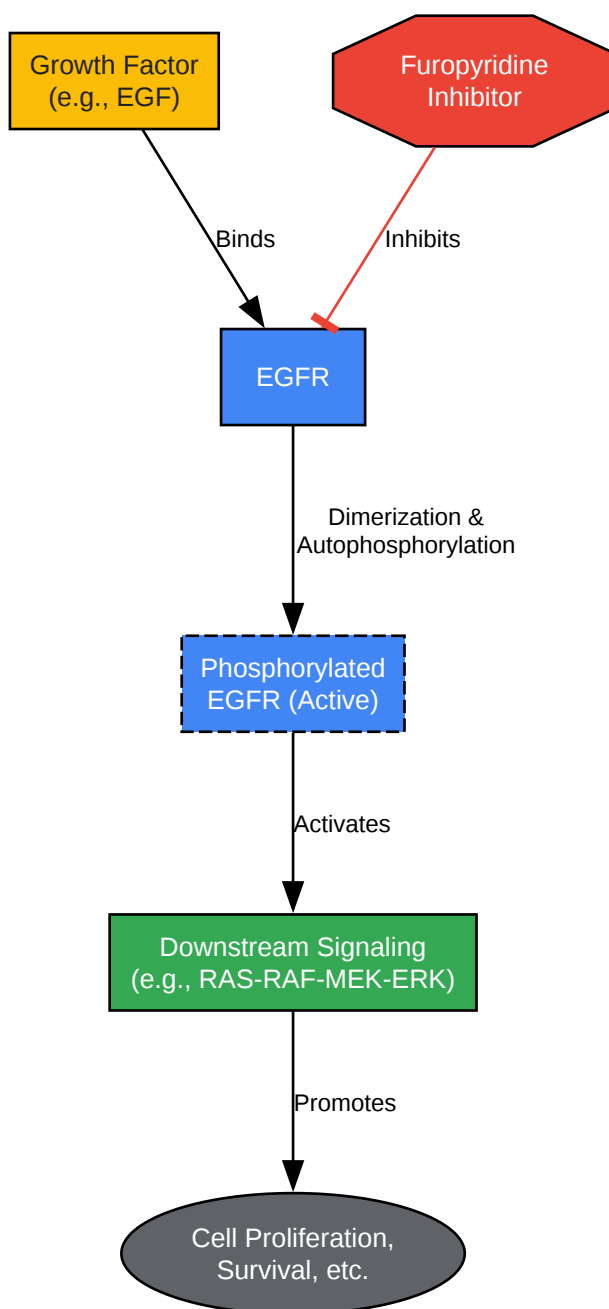 Growth Factor
(e.g., EGF)
Furopyridine
Inhibitor
Binds
Inhibits
EGFR
Dimerization &
Autophosphorylation
Phosphorylated
EGFR (Active)
Activates
Downstream Signaling
(e.g., RAS-RAF-MEK-ERK)
Promotes
Cell Proliferation,
Survival, etc.